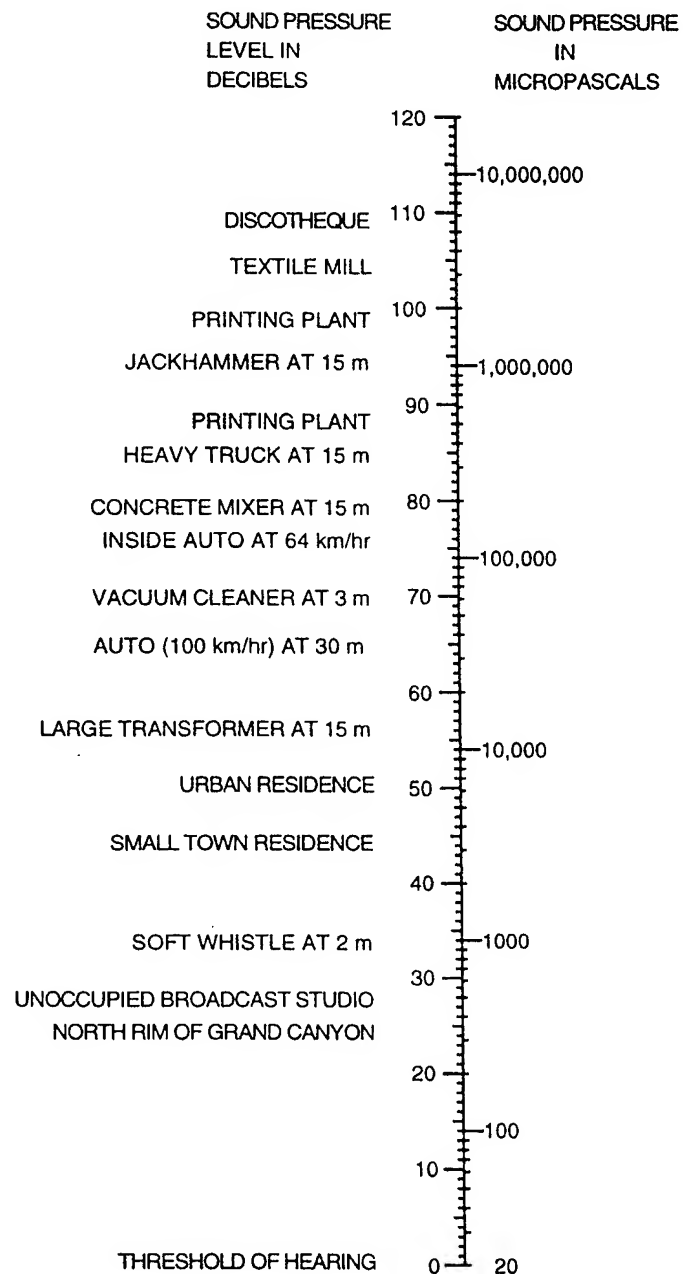 SOUND PRESSURE
LEVEL IN
DECIBELS
SOUND PRESSURE
IN
MICROPASCALS
120
10,000,000
110
DISCOTHEQUE
TEXTILE MILL
100
PRINTING PLANT
JACKHAMMER AT 15 m
1,000,000
90
PRINTING PLANT
HEAVY TRUCK AT 15 m
80
CONCRETE MIXER AT 15 m
INSIDE AUTO AT 64 km/hr
100,000
70
VACUUM CLEANER AT 3 m
AUTO (100 km/hr) AT 30 m
60
LARGE TRANSFORMER AT 15 m
10,000
50
URBAN RESIDENCE
SMALL TOWN RESIDENCE
40
SOFT WHISTLE AT 2 m
1000
30
UNOCCUPIED BROADCAST STUDIO
NORTH RIM OF GRAND CANYON
20
100
10
THRESHOLD OF HEARING
0
20